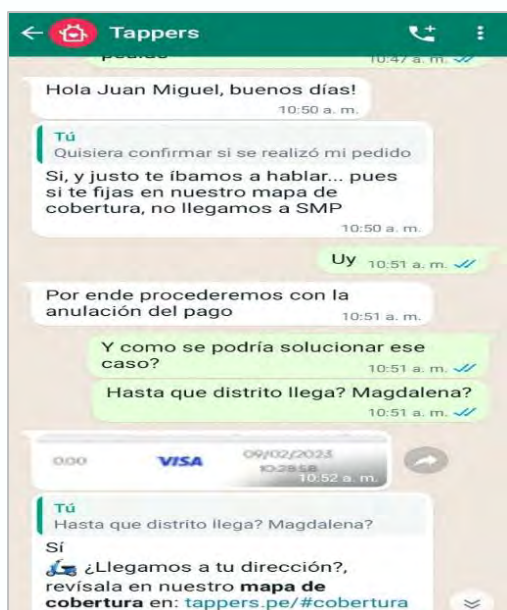 Tappers
pedido
10:47 a. m.
Hola Juan Miguel, buenos días!
10:50 a. m.
Tú
Quisiera confirmar si se realizó mi pedido
Si, y justo te íbamos a hablar... pues
si te fijas en nuestro mapa de
cobertura, no llegamos a SMP
10:50 a. m.
Uy 10:51 a. m.
Por ende procederemos con la
anulación del pago
10:51 a. m.
Y como se podría solucionar ese
caso?
10:51 a. m.
Hasta que distrito llega? Magdalena?
10:51 a. m.
0.00 VISA 09/02/2023
10:28:58
10:52 a. m.
Tú
Hasta que distrito llega? Magdalena?
Sí
¿Llegamos a tu dirección?,
revísala en nuestro mapa de
cobertura en: tappers.pe/#cobertura